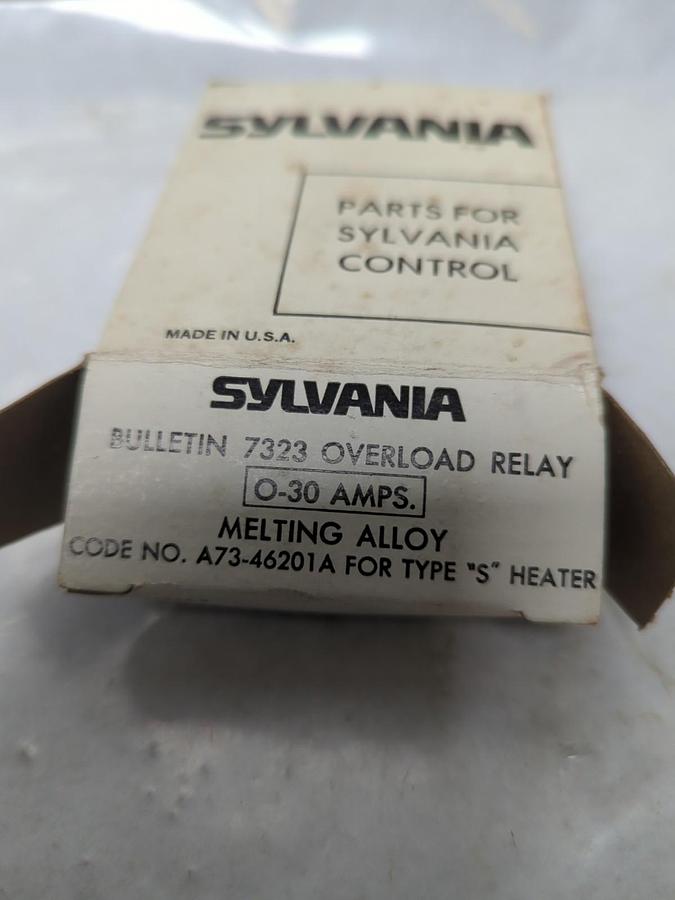 SYLVANIA
PARTS FOR
SYLVANIA
CONTROL
MADE IN U.S.A.
SYLVANIA
BULLETIN 7323 OVERLOAD RELAY
O-30 AMPS.
MELTING ALLOY
CODE NO. A73-46201A FOR TYPE "S" HEATER